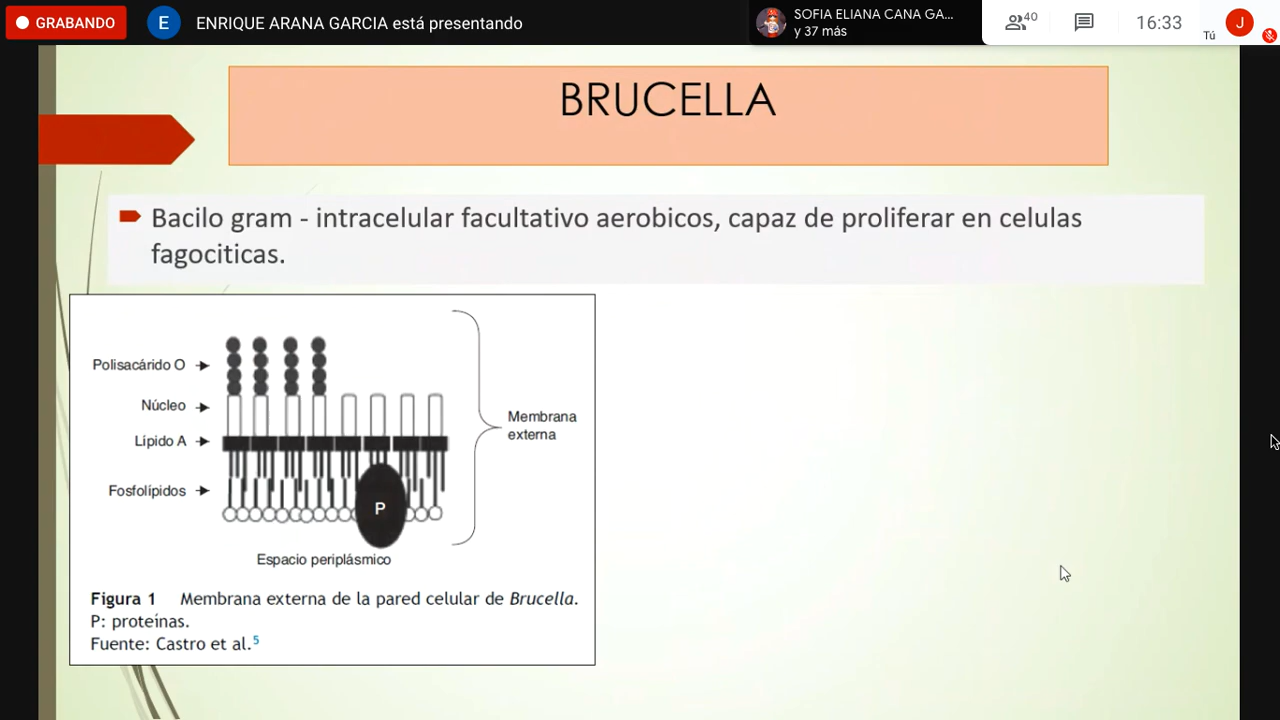 GRABANDO
E
ENRIQUE ARANA GARCIA está presentando
SOFIA ELIANA CANA GA...
y 37 más
40
16:33
Tú
J
BRUCELLA
Bacilo gram - intracelular facultativo aerobicos, capaz de proliferar en celulas
fagociticas.
Polisacárido O
Núcleo
Lípido A
Fosfolípidos
P
Membrana
externa
Espacio periplásmico
Figura 1 Membrana externa de la pared celular de Brucella.
P: proteínas.
Fuente: Castro et al.5